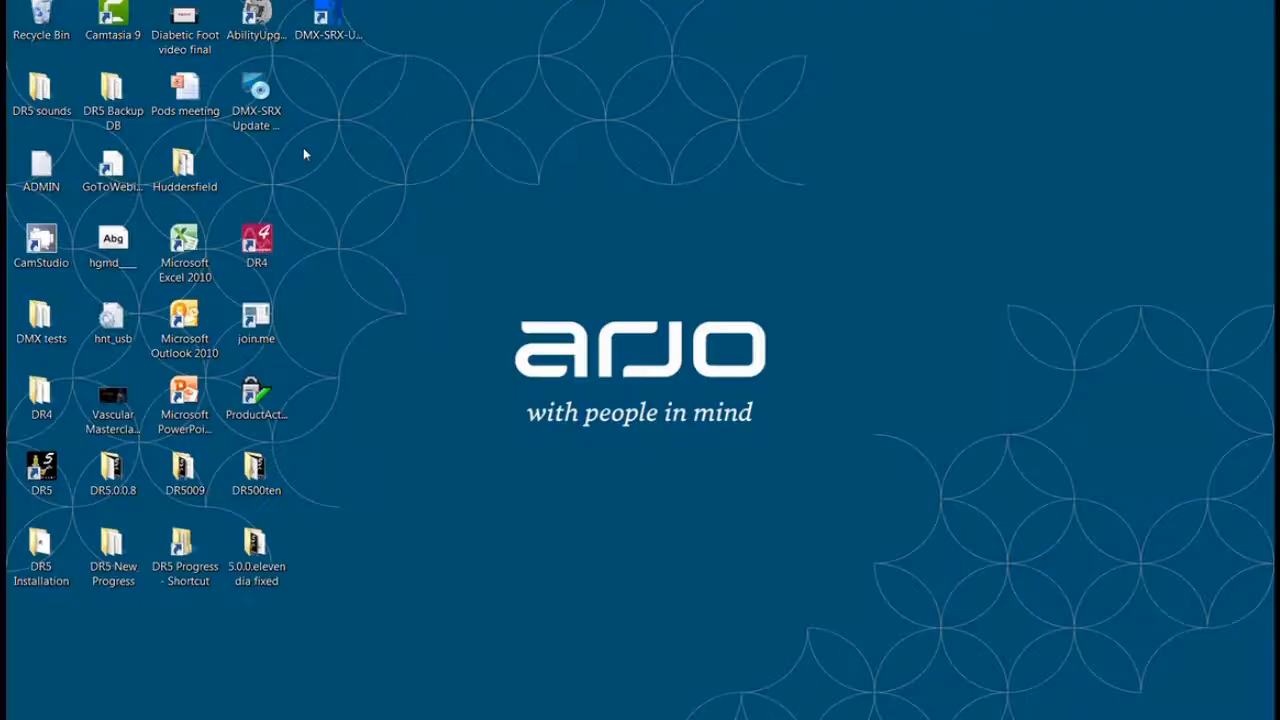 Recycle Bin
Camtasia 9
Diabetic Foot
video final
AbilityUpg...
DMX-SRX-U...
DR5 sounds
DR5 Backup
DB
Pods meeting
DMX-SRX
Update ...
ADMIN
GoToWebi...
Huddersfield
CamStudio
Abg
hgmd____
Microsoft
Excel 2010
4
DR4
DMX tests
hnt_usb
Microsoft
Outlook 2010
join.me
DR4
Vascular
Mastercla...
Microsoft
PowerPoi...
ProductAct...
5
DR5
DR5.0.0.8
DR5009
DR500ten
DR5
Installation
DR5 New
Progress
DR5 Progress
- Shortcut
5.0.0.eleven
dia fixed
arjo
with people in mind